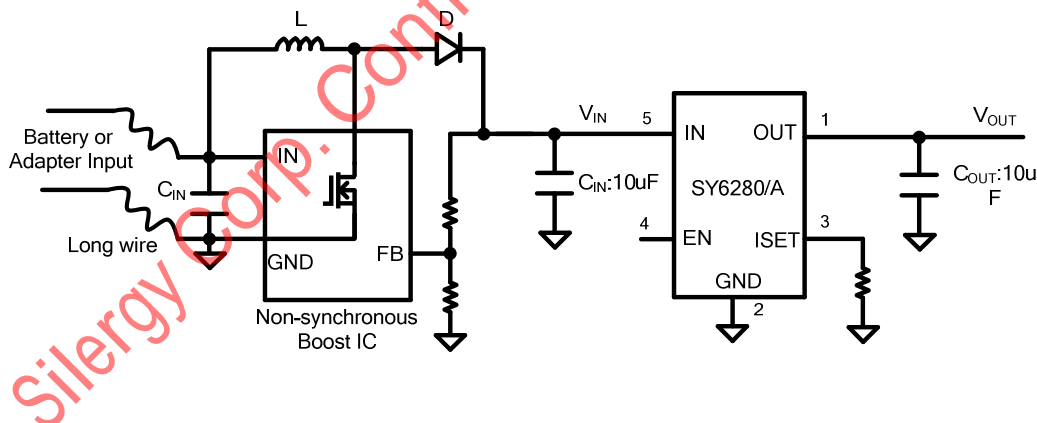 L
D
Battery or
Adapter Input
Long wire
CIN
IN
GND
FB
Non-synchronous
Boost IC
VIN
CIN:10uF
5
IN
OUT
1
SY6280/A
4
EN
ISET
3
GND
2
VOUT
COUT:10u
F
Silergy Corp. Conf